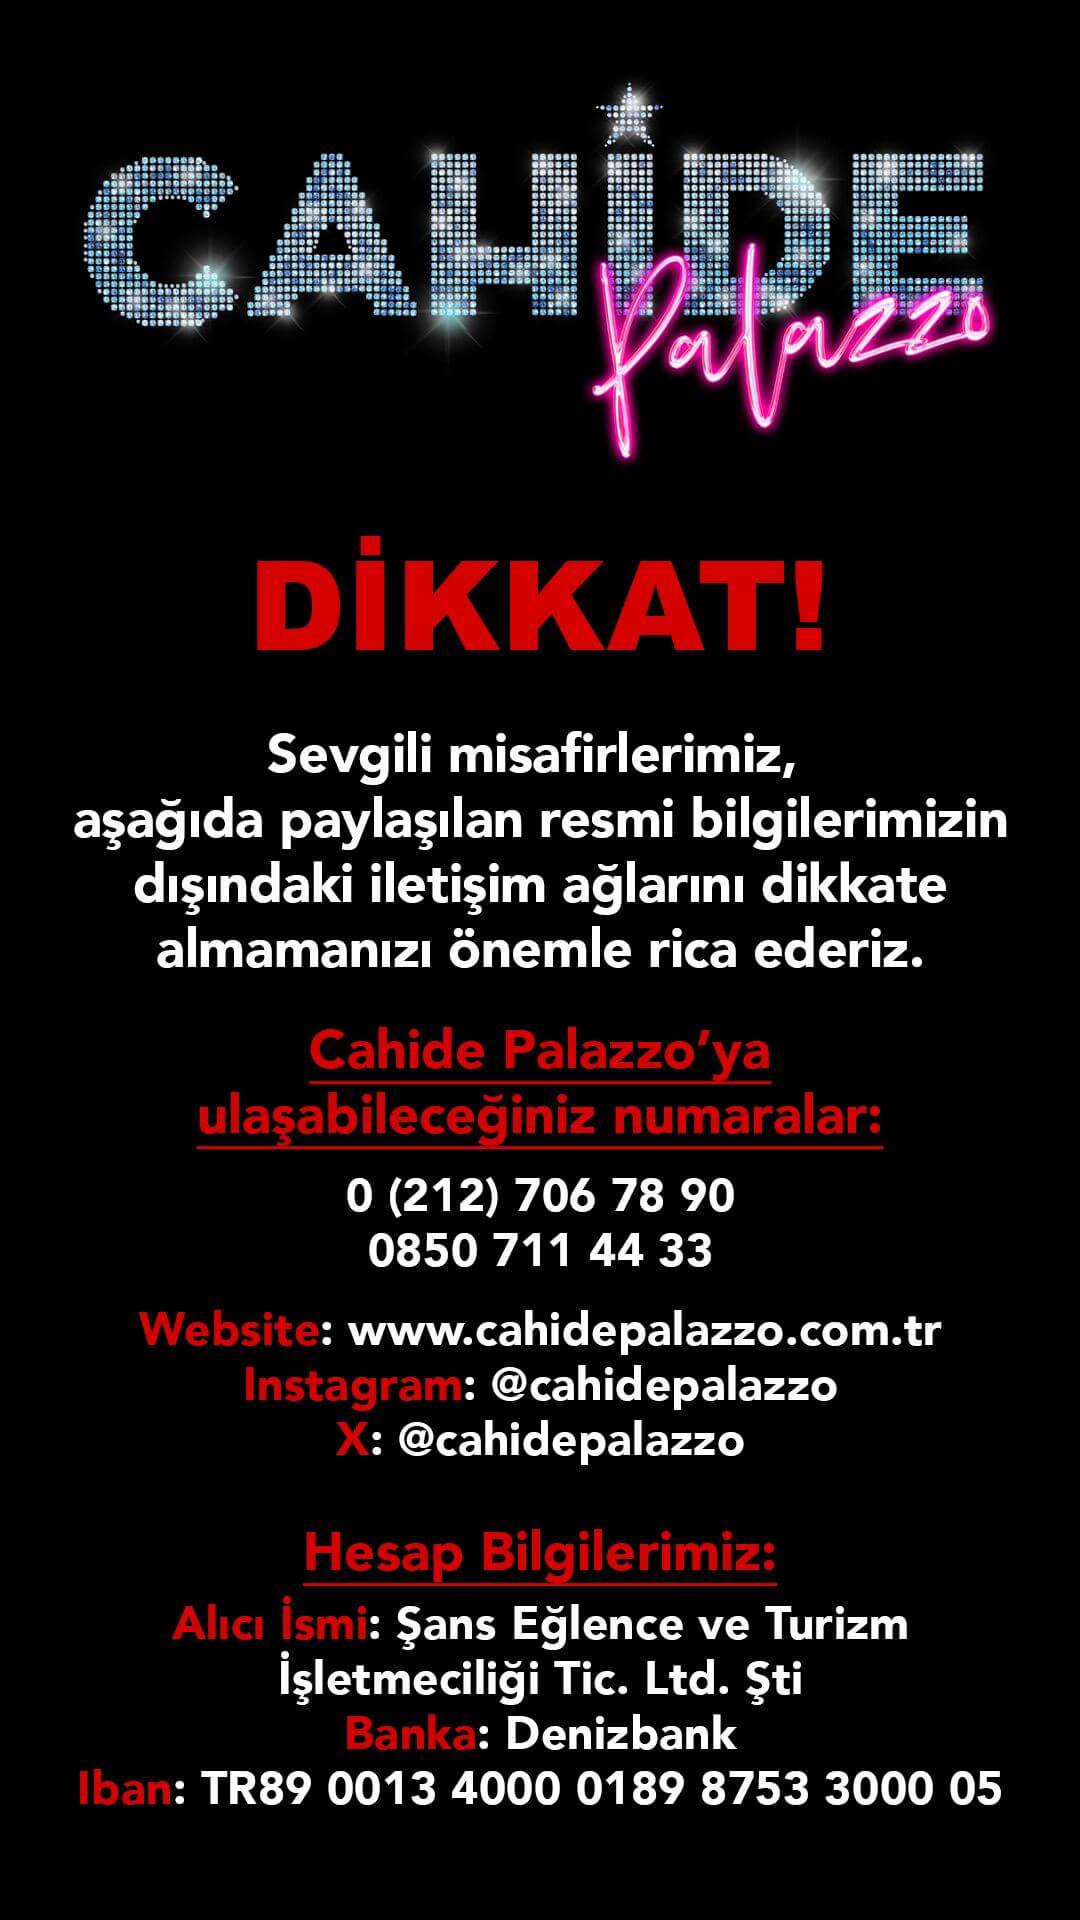 CAHİDE
Palazzo
DİKKAT!
Sevgili misafirlerimiz,
aşağıda paylaşılan resmi bilgilerimizin
dışındaki iletişim ağlarını dikkate
almamanızı önemle rica ederiz.
Cahide Palazzo’ya
ulaşabileceğiniz numaralar:
0 (212) 706 78 90
0850 711 44 33
Website: www.cahidepalazzo.com.tr
Instagram: @cahidepalazzo
X: @cahidepalazzo
Hesap Bilgilerimiz:
Alıcı İsmi: Şans Eğlence ve Turizm
İşletmeciliği Tic. Ltd. Şti
Banka: Denizbank
Iban: TR89 0013 4000 0189 8753 3000 05